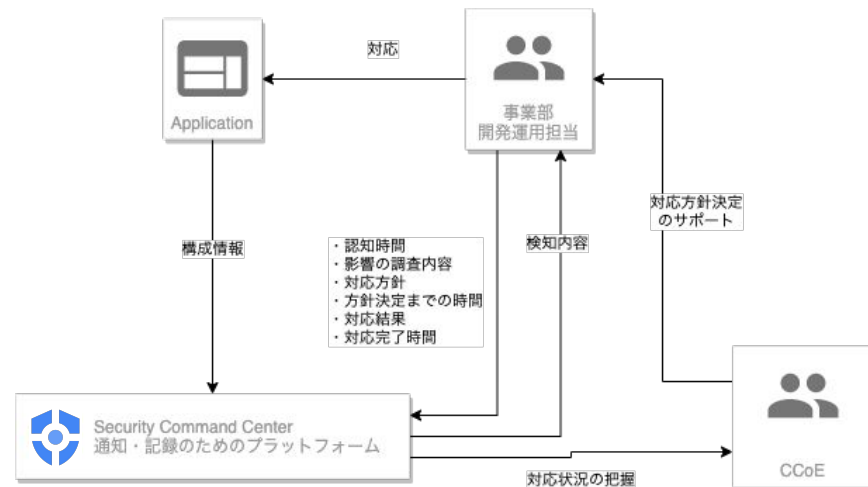 対応
Application
事業部
開発運用担当
構成情報
・認知時間
・影響の調査内容
・対応方針
・方針決定までの時間
・対応結果
・対応完了時間
検知内容
対応方針決定
のサポート
Security Command Center
通知・記録のためのプラットフォーム
対応状況の把握
CCoE